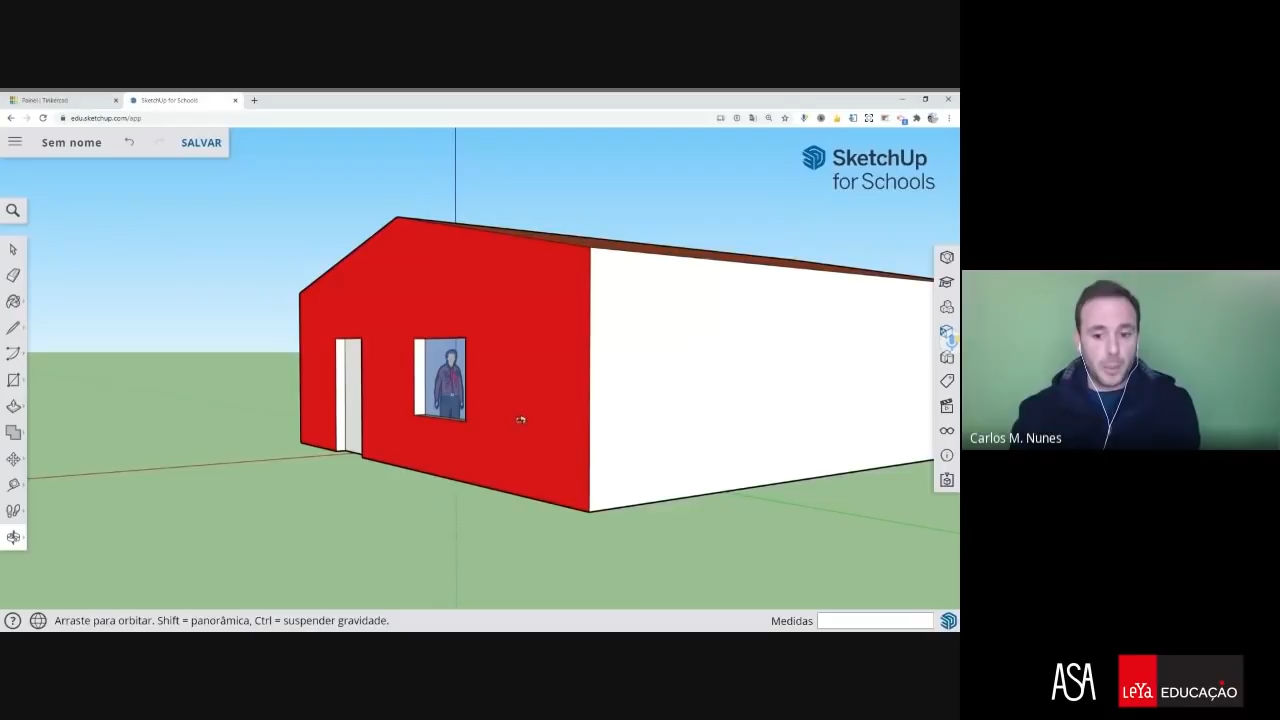 Painel | Tinkercad
SketchUp for Schools
edu.sketchup.com/app
Sem nome
SALVAR
SketchUp
for Schools
Carlos M. Nunes
Arraste para orbitar. Shift = panorâmica, Ctrl = suspender gravidade.
Medidas
ASA
LeYa EDUCAÇÃO